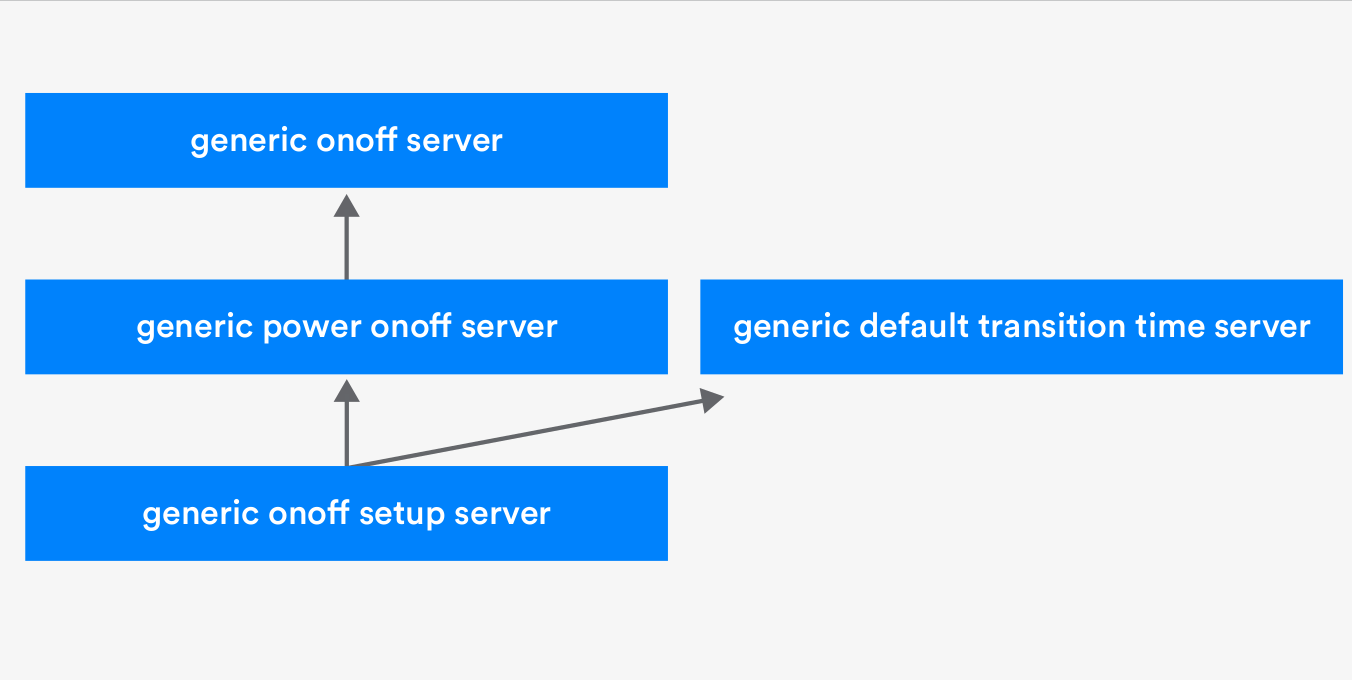 generic onoff server
generic power onoff server
generic default transition time server
generic onoff setup server